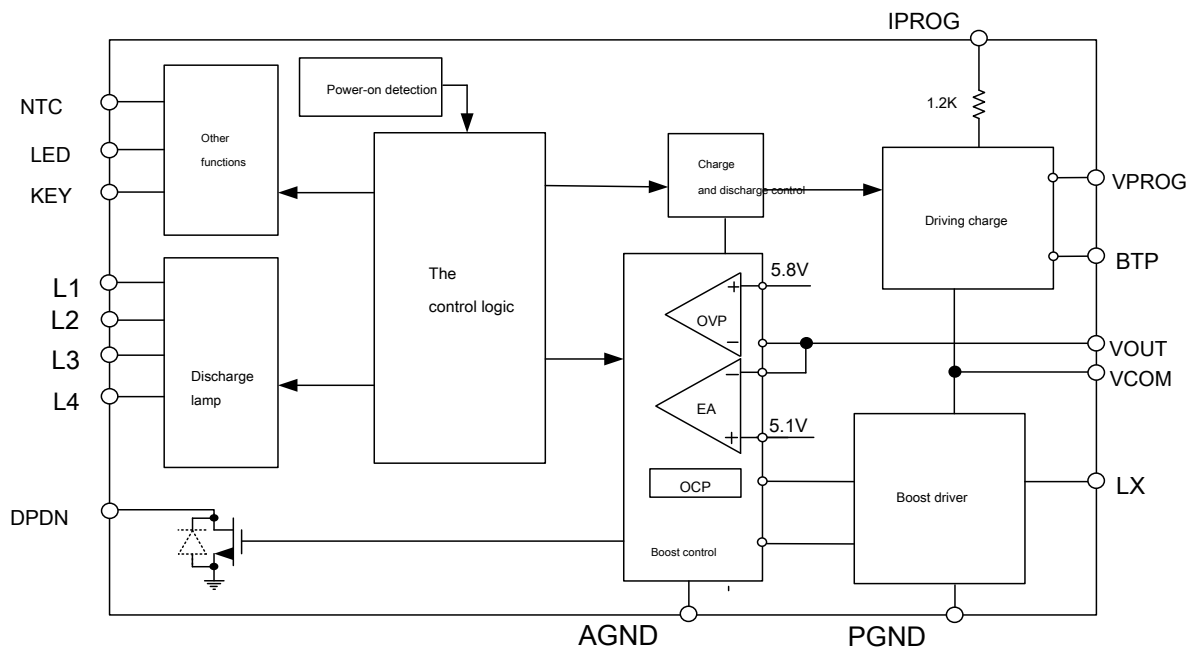 IPROG
NTC
LED
KEY
Other
functions
Power-on detection
1.2K
Charge
and discharge control
Driving charge
VPROG
BTP
L1
L2
L3
L4
Discharge
lamp
The
control logic
5.8V
+
OVP
−
−
EA
+
5.1V
OCP
Boost control
VOUT
VCOM
Boost driver
LX
DPDN
AGND
PGND